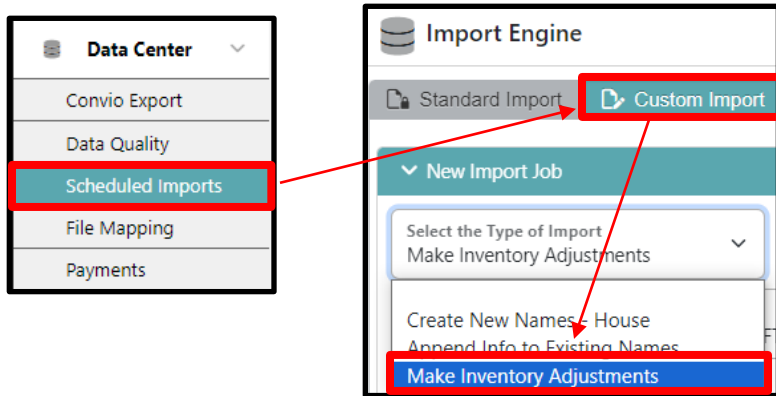 Data Center
Convio Export
Data Quality
Scheduled Imports
File Mapping
Payments
Import Engine
Standard Import
Custom Import
New Import Job
Select the Type of Import
Make Inventory Adjustments
Create New Names - House
Append Info to Existing Names
Make Inventory Adjustments